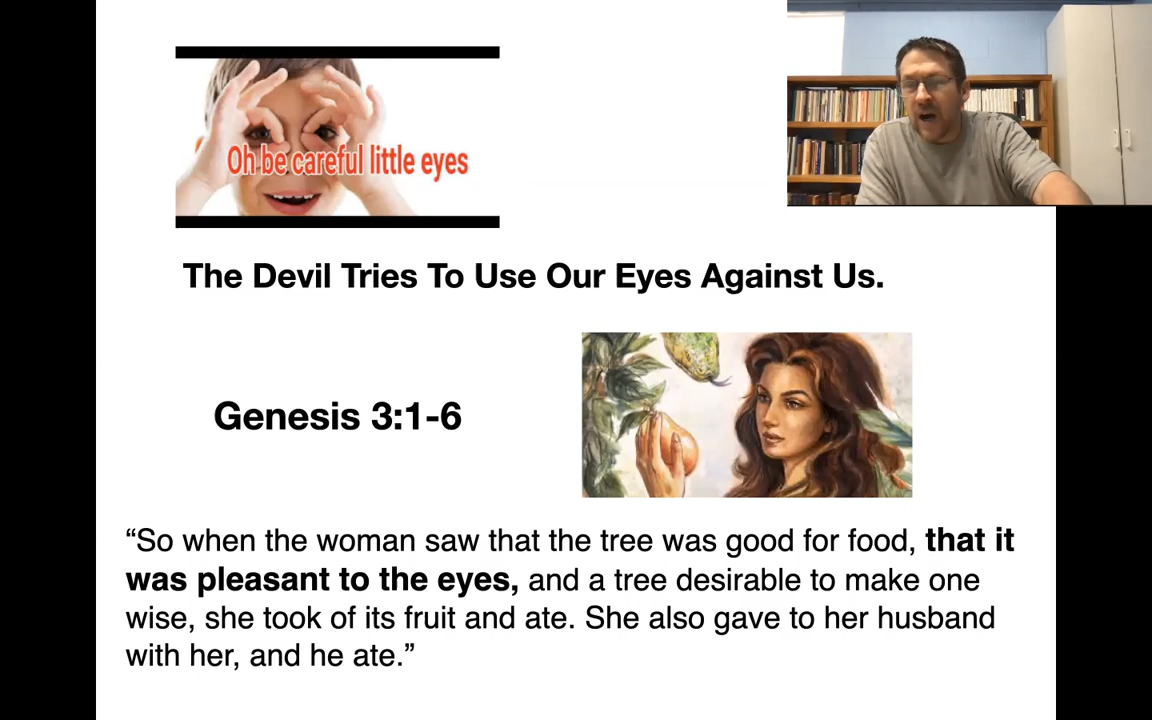 Oh be careful little eyes
The Devil Tries To Use Our Eyes Against Us.
Genesis 3:1-6
“So when the woman saw that the tree was good for food, that it
was pleasant to the eyes, and a tree desirable to make one
wise, she took of its fruit and ate. She also gave to her husband
with her, and he ate.”